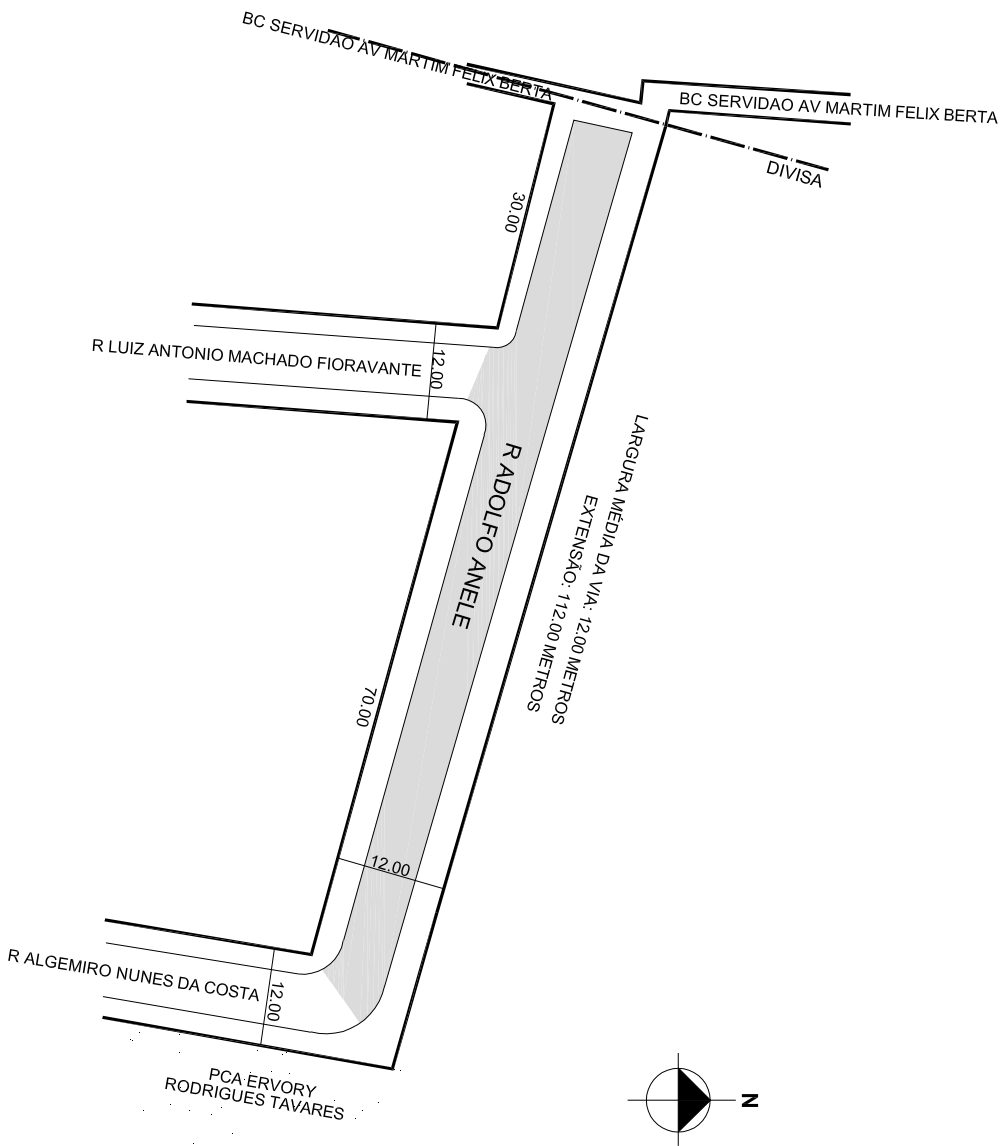 BC SERVIDAO AV MARTIM FELIX BERTA
BC SERVIDAO AV MARTIM FELIX BERTA
DIVISA
30.00
R LUIZ ANTONIO MACHADO FIORAVANTE
12.00
R ADOLFO ANELE
LARGURA MÉDIA DA VIA: 12.00 METROS
EXTENSÃO: 112.00 METROS
70.00
12.00
R ALGEMIRO NUNES DA COSTA
12.00
PCA ERVORY
RODRIGUES TAVARES
N